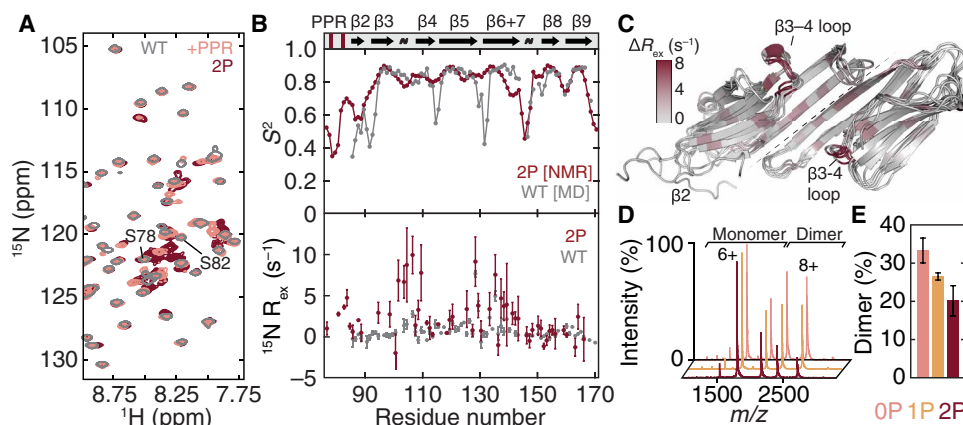 A
WT
+PPR
2P
105
110
115
120
125
130
S78
S82
15N (ppm)
8.75
8.25
7.75
1H (ppm)
B
PPR β2 β3 β4 β5 β6+7 β8 β9
1.0
0.8
0.6
0.4
S2
2P [NMR]
WT [MD]
0
10
5
0
−5
15N Rex (s−1)
2P
WT
90
110
130
150
170
Residue number
C
ΔRex (s−1)
8
4
0
β3–4
loop
β3-4
loop
β2
D
Monomer Dimer
6+
8+
100
0
Intensity (%)
1500
2500
m/z
E
40
30
20
10
0
Dimer (%)
0P 1P 2P